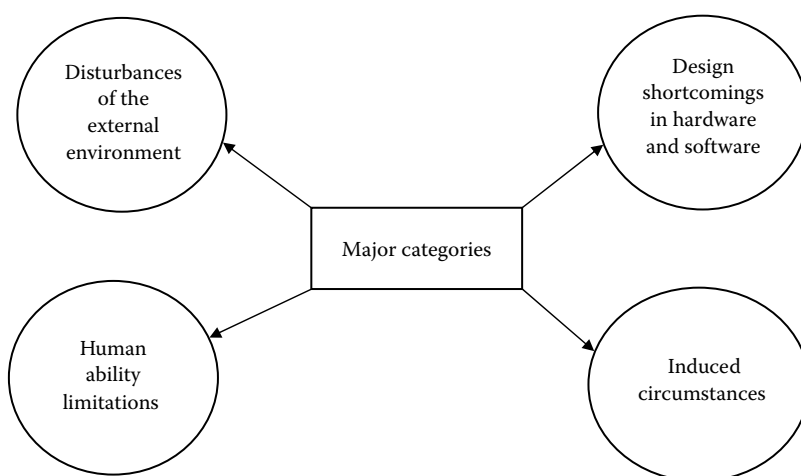 Disturbances
of the
external
environment
Design
shortcomings
in hardware
and software
Major categories
Human
ability
limitations
Induced
circumstances